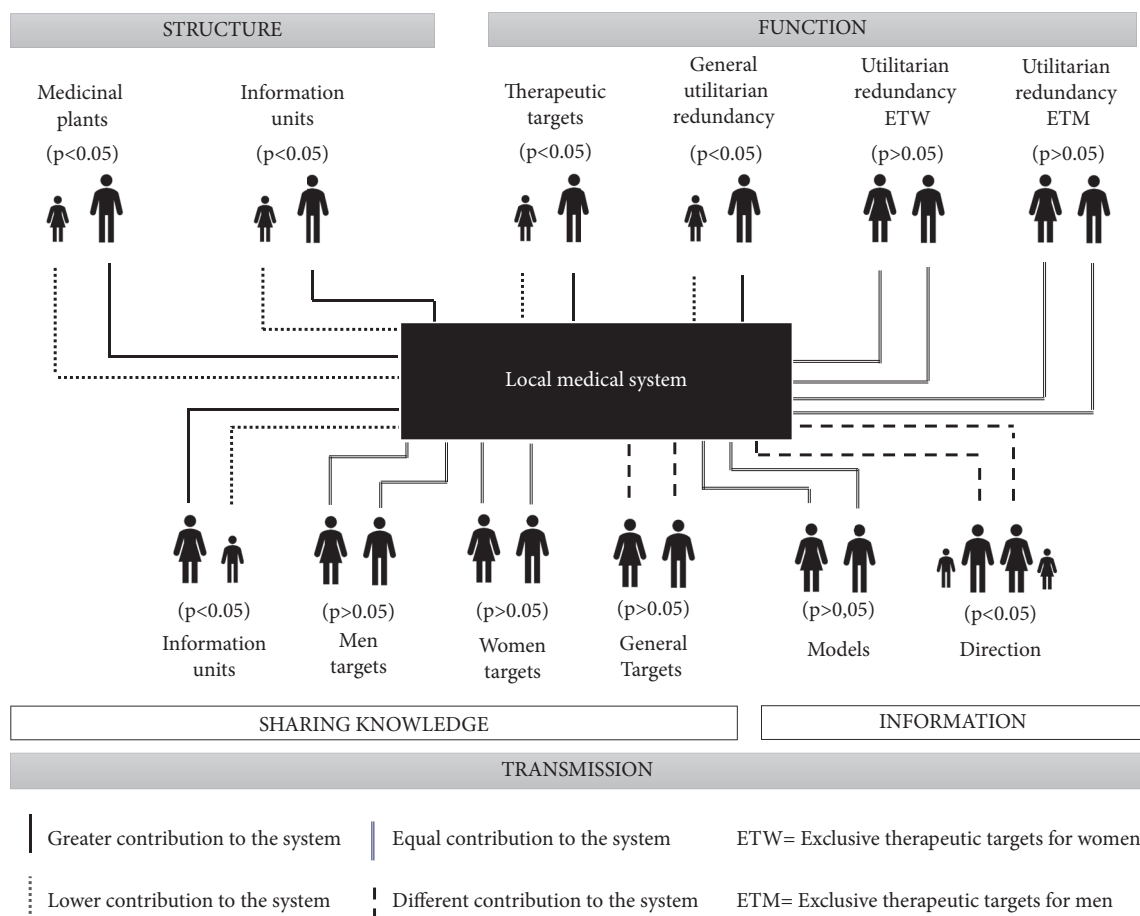 STRUCTURE
FUNCTION
Medicinal
plants
(p<0.05)
Information
units
(p<0.05)
Therapeutic
targets
(p<0.05)
General
utilitarian
redundancy
(p<0.05)
Utilitarian
redundancy
ETW
(p>0.05)
Utilitarian
redundancy
ETM
(p>0.05)
Local medical system
(p<0.05)
Information
units
(p>0.05)
Men
targets
(p>0.05)
Women
targets
(p>0.05)
General
Targets
(p>0,05)
Models
(p<0.05)
Direction
SHARING KNOWLEDGE
INFORMATION
TRANSMISSION
Greater contribution to the system
Equal contribution to the system
ETW= Exclusive therapeutic targets for women
Lower contribution to the system
Different contribution to the system
ETM= Exclusive therapeutic targets for men